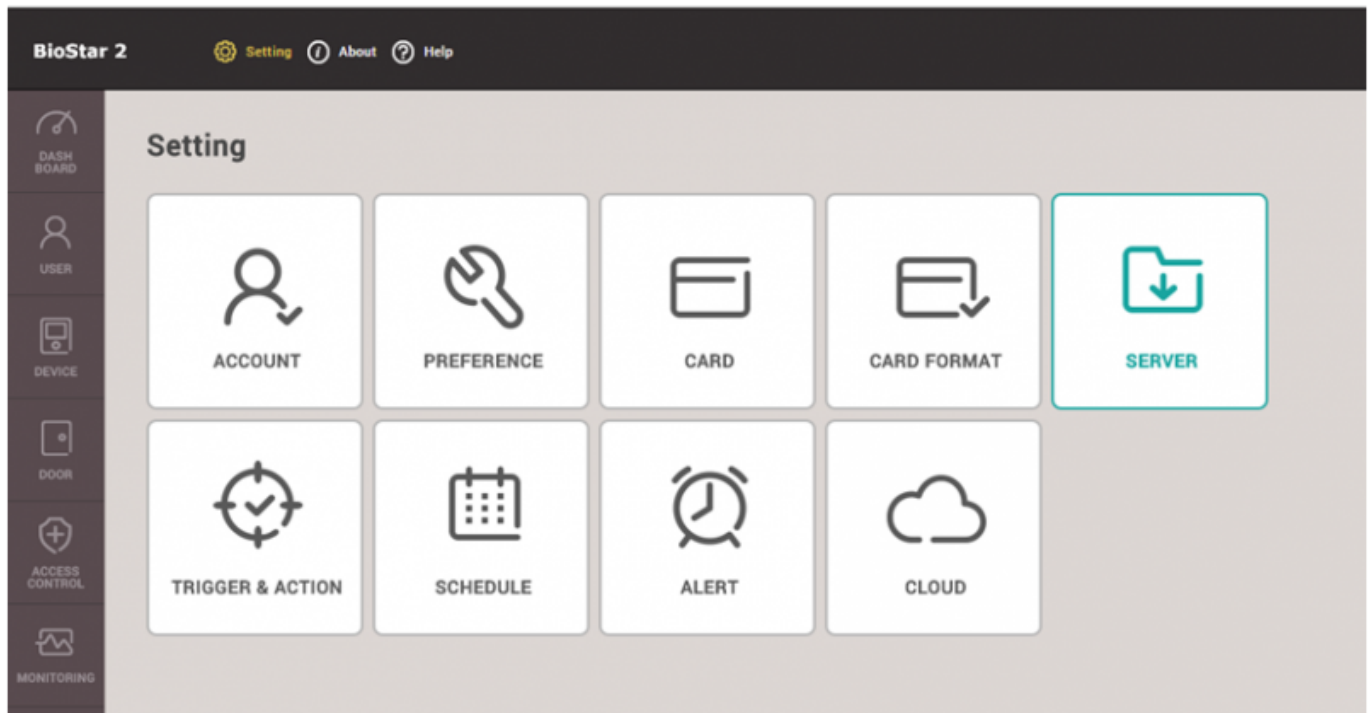 BioStar 2
Setting
About
Help
DASH
BOARD
USER
DEVICE
DOOR
ACCESS
CONTROL
MONITORING
Setting
ACCOUNT
PREFERENCE
CARD
CARD FORMAT
SERVER
TRIGGER & ACTION
SCHEDULE
ALERT
CLOUD